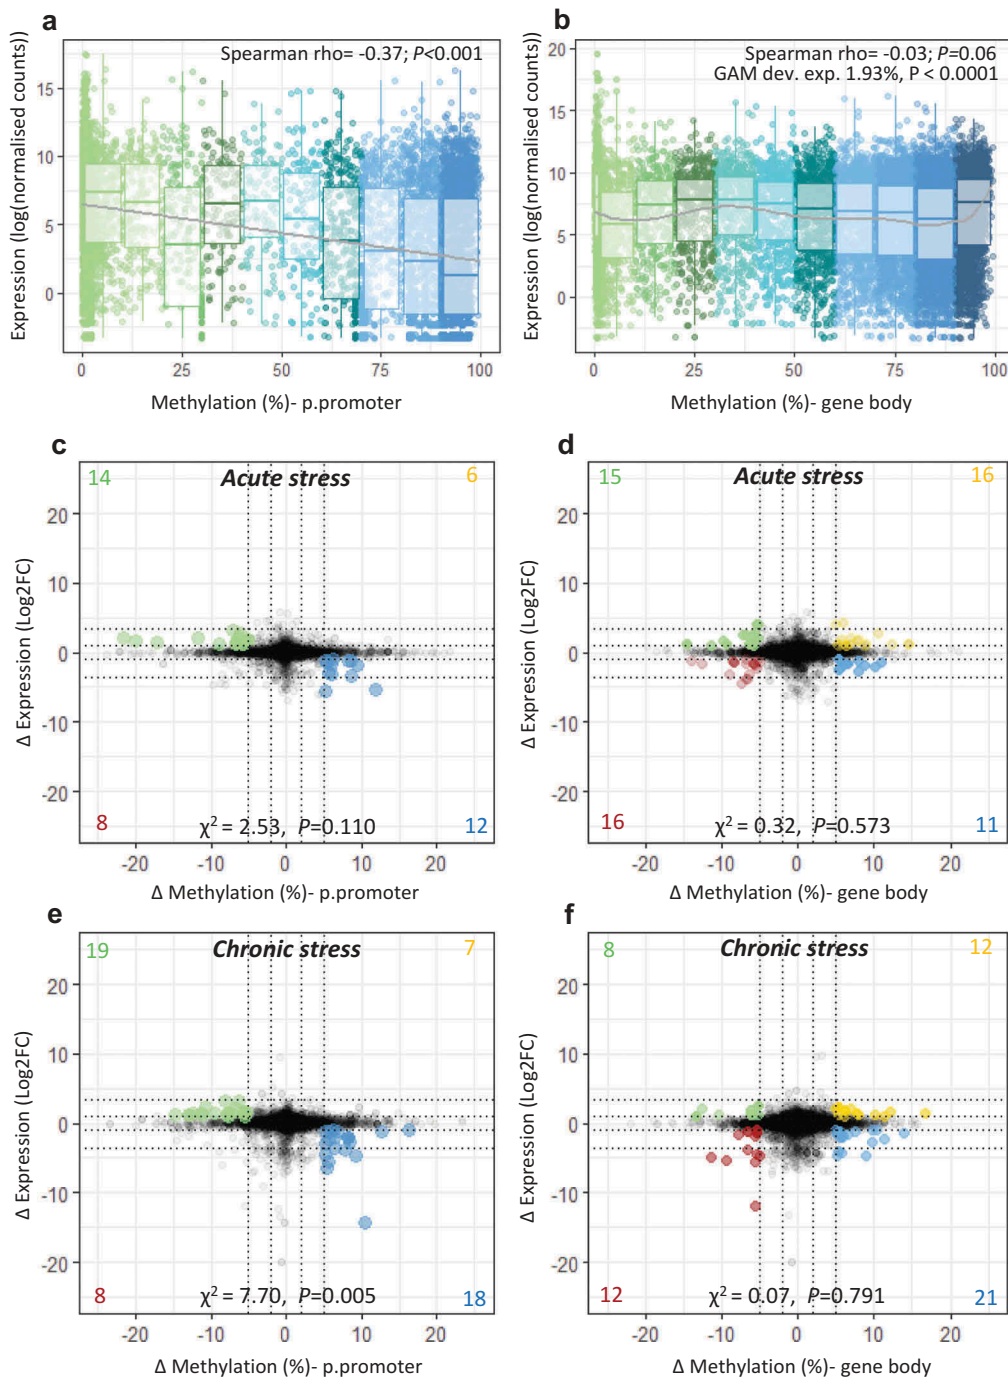 a
Spearman rho= -0.37; P<0.001
Expression (log(normalised counts))
15
10
5
0
0
25
50
75
100
Methylation (%)- p.promoter
b
Spearman rho= -0.03; P=0.06
GAM dev. exp. 1.93%, P < 0.0001
Expression (log(normalised counts))
20
15
10
5
0
0
25
50
75
100
Methylation (%)- gene body
c
14
Acute stress
6
Δ Expression (Log2FC)
20
10
0
-10
-20
8
χ² = 2.53, P=0.110
12
-20
-10
0
10
20
Δ Methylation (%)- p.promoter
d
15
Acute stress
16
Δ Expression (Log2FC)
20
10
0
-10
-20
16
χ² = 0.32, P=0.573
11
-20
-10
0
10
20
Δ Methylation (%)- gene body
e
19
Chronic stress
7
Δ Expression (Log2FC)
20
10
0
-10
-20
8
χ² = 7.70, P=0.005
18
-20
-10
0
10
20
Δ Methylation (%)- p.promoter
f
8
Chronic stress
12
Δ Expression (Log2FC)
20
10
0
-10
-20
12
χ² = 0.07, P=0.791
21
-20
-10
0
10
20
Δ Methylation (%)- gene body